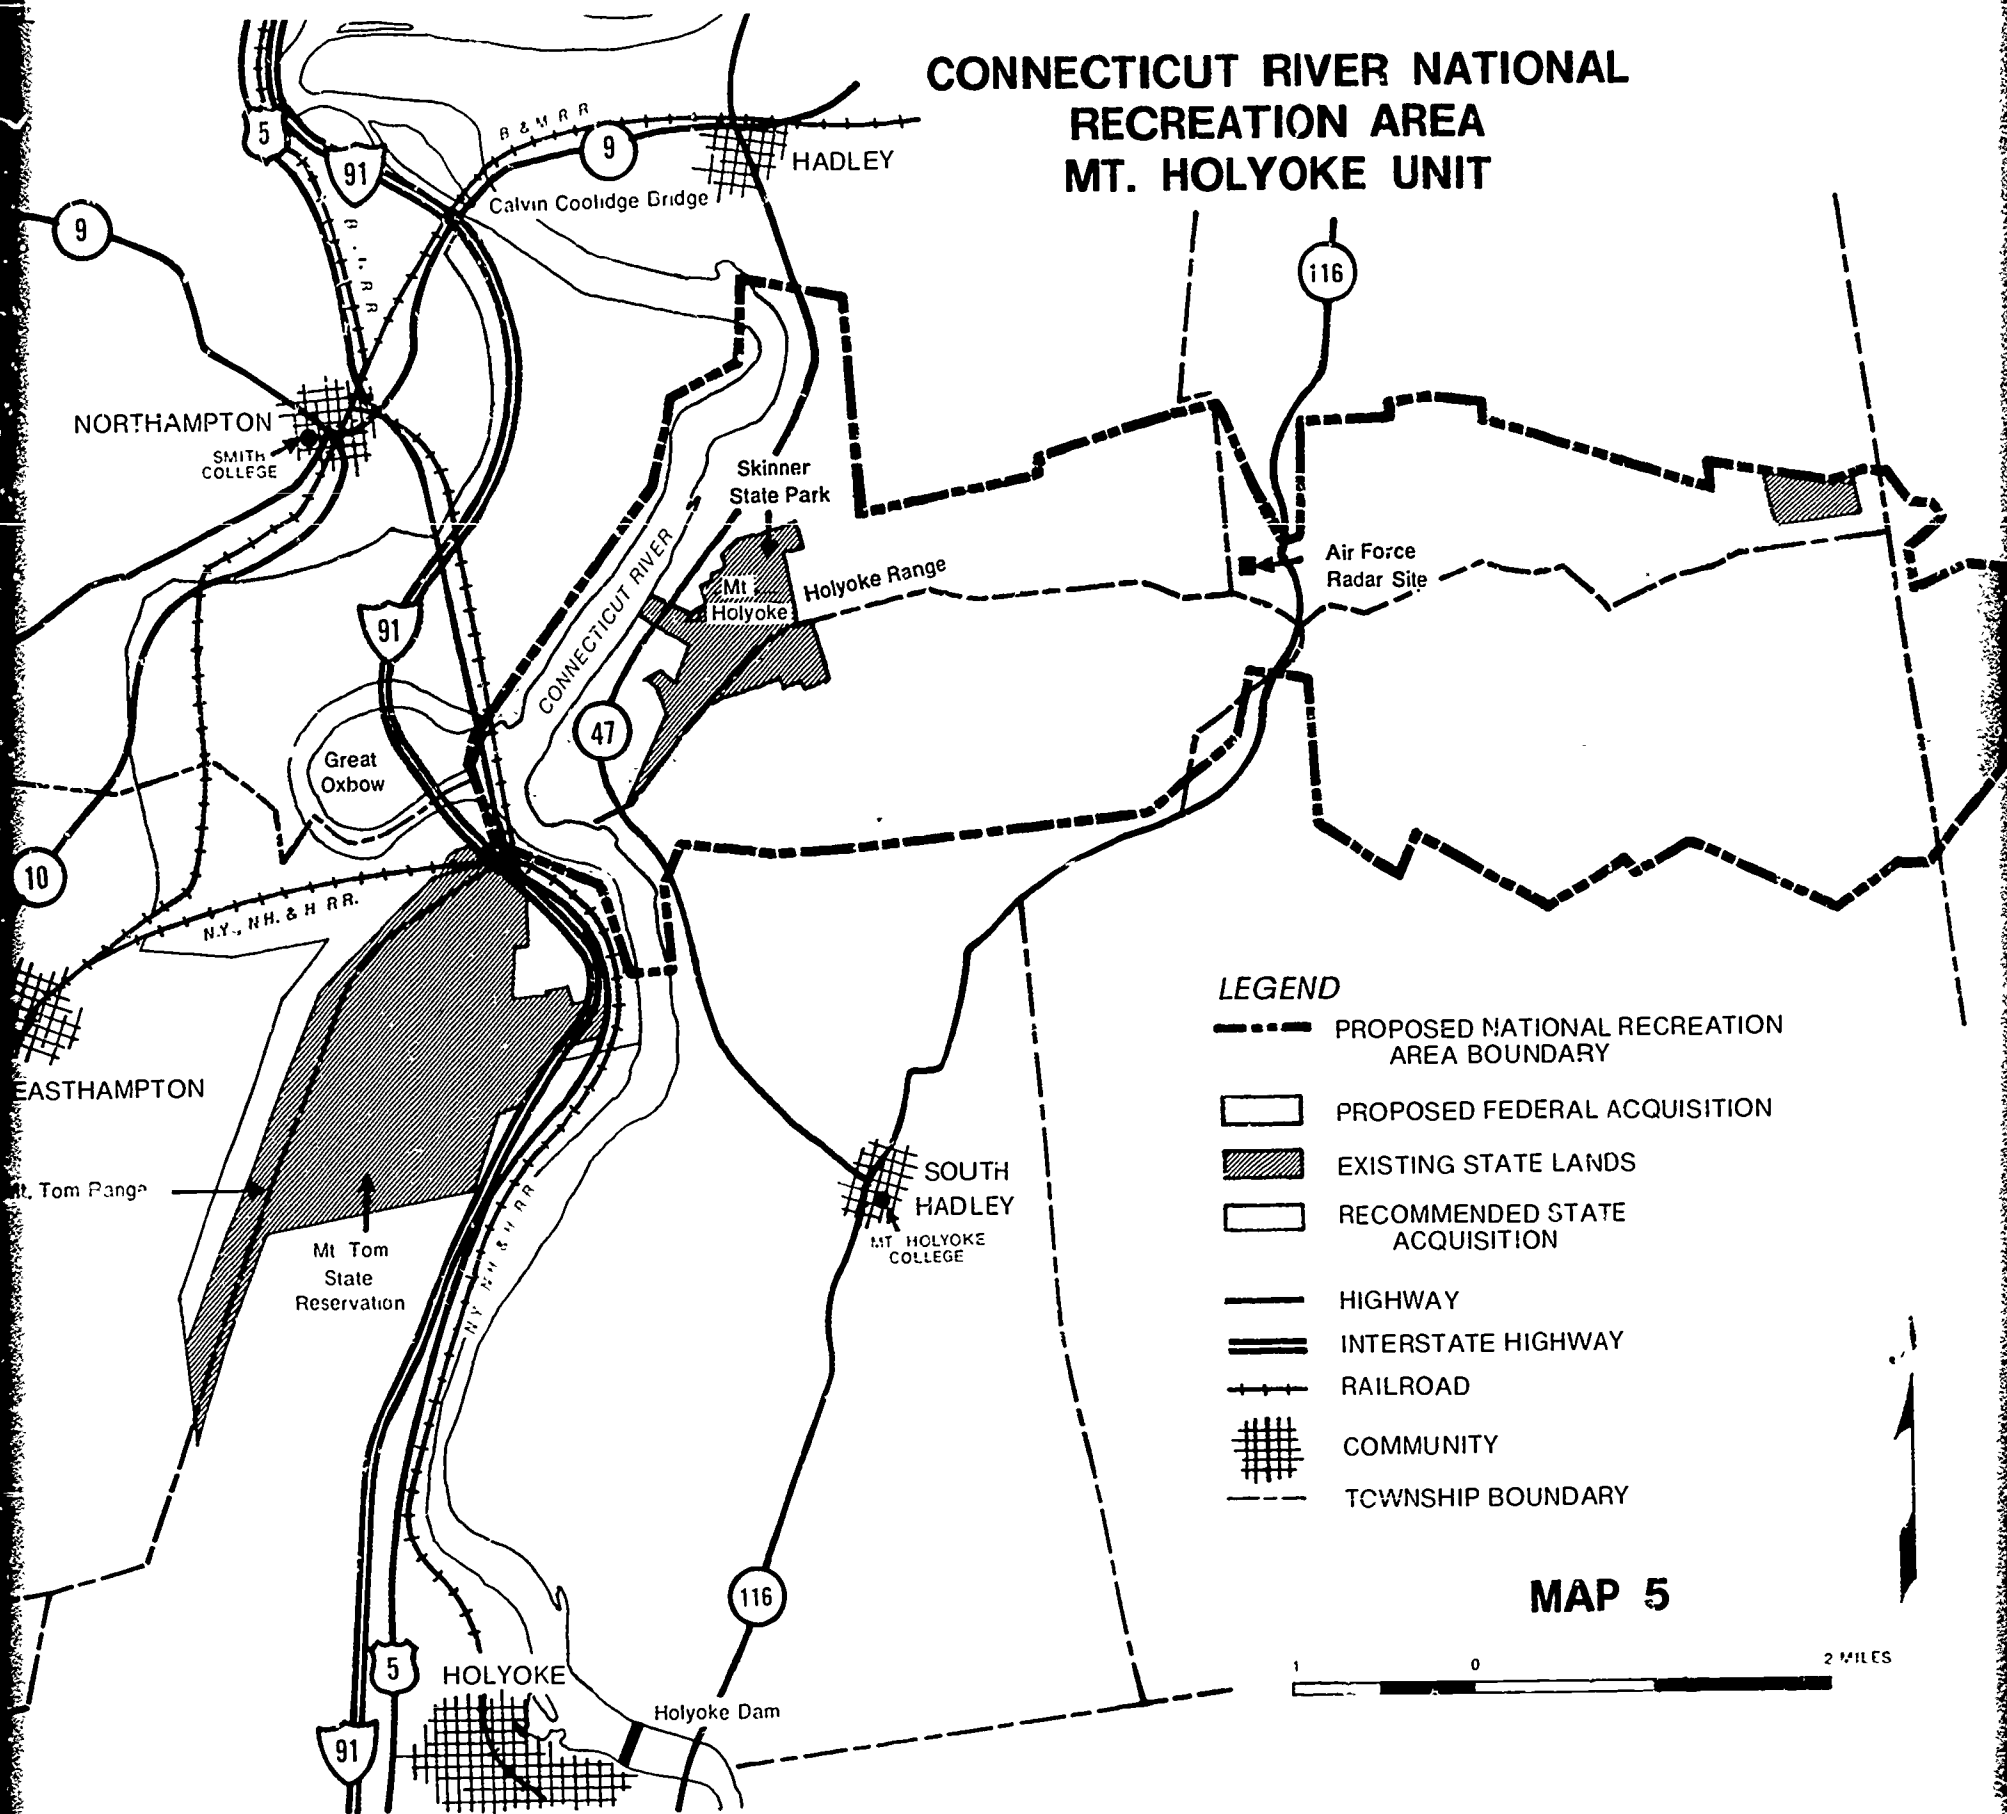 CONNECTICUT RIVER NATIONAL
RECREATION AREA
MT. HOLYOKE UNIT
5
91
B & M R R
9
HADLEY
Calvin Coolidge Bridge
9
116
NORTHAMPTON
SMITH
COLLEGE
Skinner
State Park
CONNECTICUT RIVER
Mt
Holyoke
Holyoke Range
Air Force
Radar Site
91
47
Great
Oxbow
10
N.Y., N.H. & H RR.
EASTHAMPTON
Tom Range
Mt Tom
State
Reservation
N Y N H & H RR
SOUTH
HADLEY
MT HOLYOKE
COLLEGE
116
5
HOLYOKE
91
Holyoke Dam
LEGEND
PROPOSED NATIONAL RECREATION
AREA BOUNDARY
PROPOSED FEDERAL ACQUISITION
EXISTING STATE LANDS
RECOMMENDED STATE
ACQUISITION
HIGHWAY
INTERSTATE HIGHWAY
RAILROAD
COMMUNITY
TOWNSHIP BOUNDARY
MAP 5
1 0 2 MILES